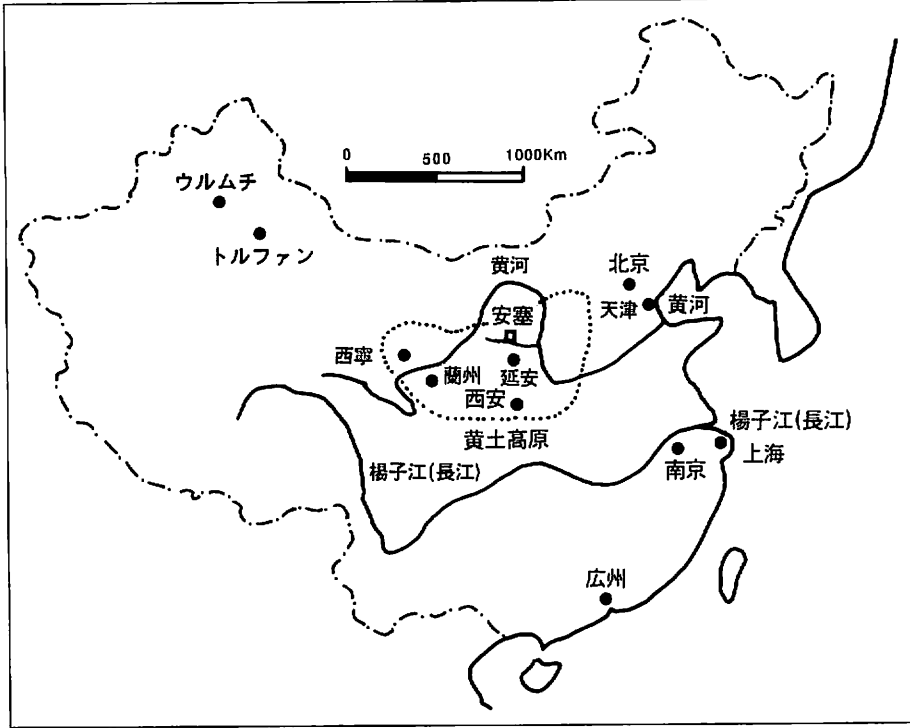 0 500 1000Km
ウルムチ
トルファン
黄河
北京
天津
黄河
安塞
西寧
蘭州
延安
西安
黄土髙原
楊子江(長江)
楊子江(長江)
上海
南京
広州